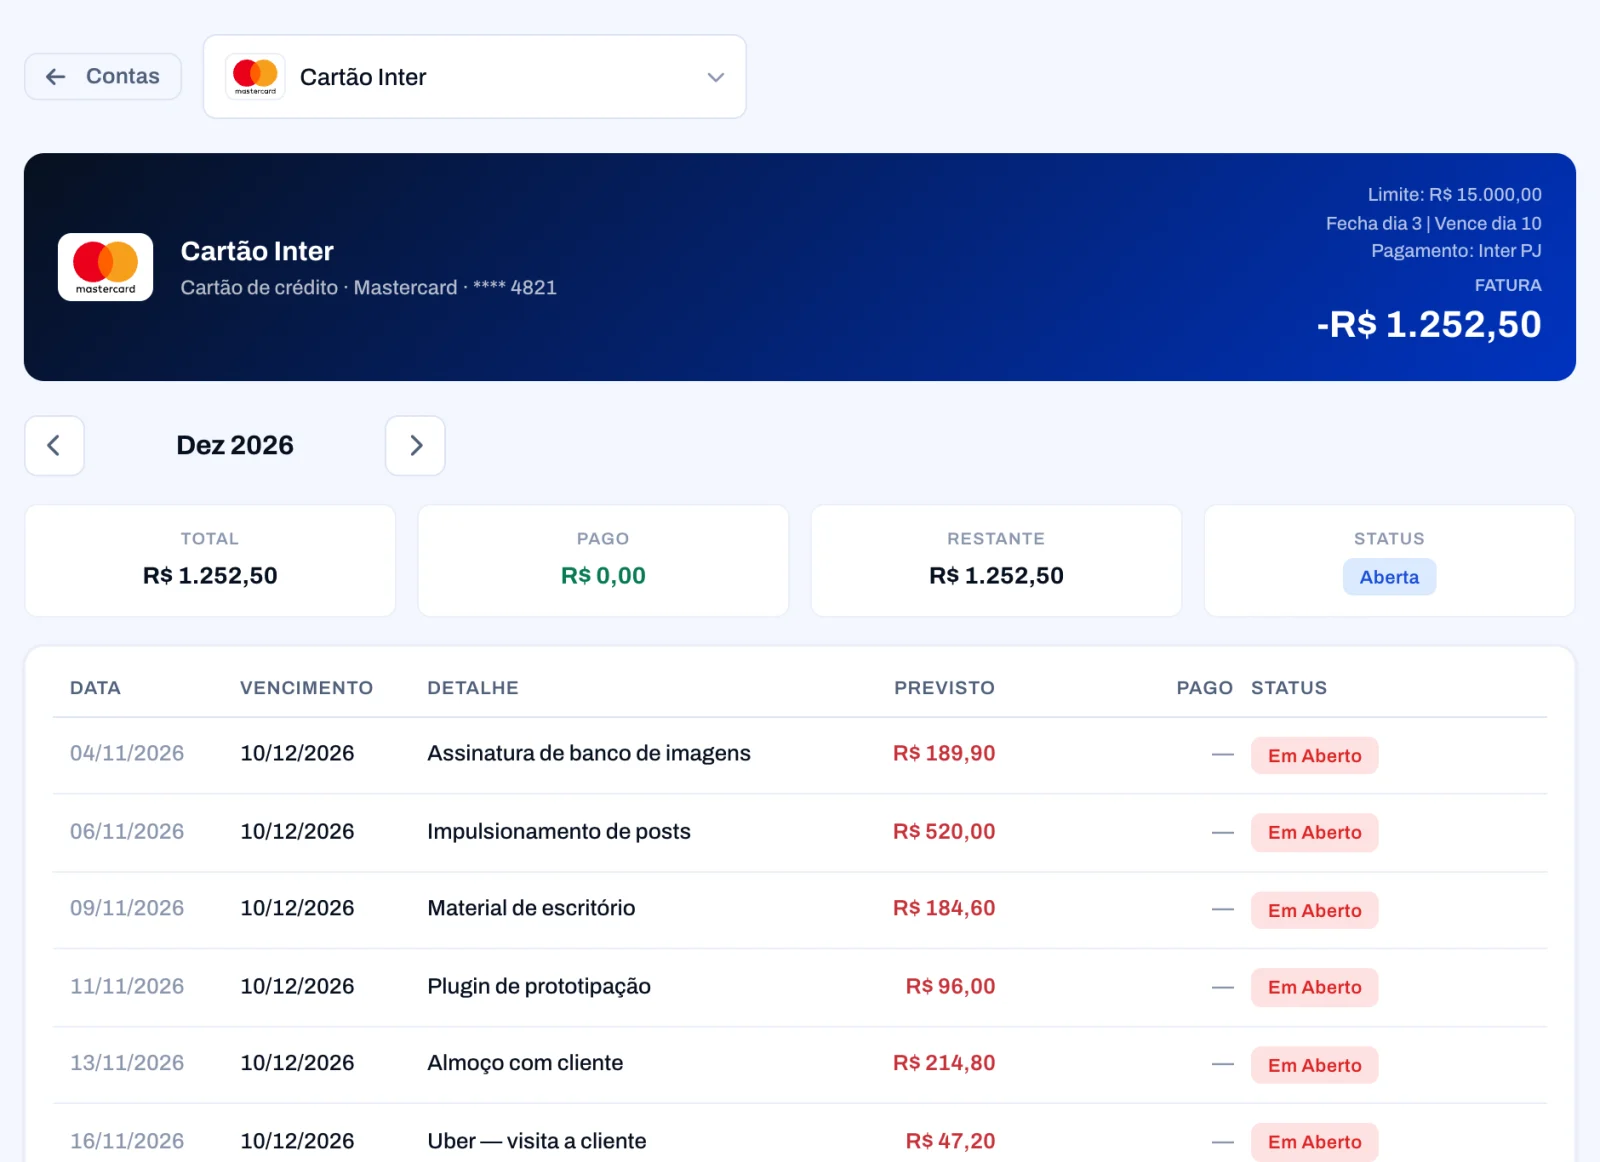 Contas
mastercard
Cartão Inter
mastercard
Cartão Inter
Cartão de crédito · Mastercard · **** 4821
Limite: R$ 15.000,00
Fecha dia 3 | Vence dia 10
Pagamento: Inter PJ
FATURA
-R$ 1.252,50
Dez 2026
TOTAL
R$ 1.252,50
PAGO
R$ 0,00
RESTANTE
R$ 1.252,50
STATUS
Aberta
DATA VENCIMENTO DETALHE PREVISTO PAGO STATUS
04/11/2026 10/12/2026 Assinatura de banco de imagens R$ 189,90 — Em Aberto
06/11/2026 10/12/2026 Impulsionamento de posts R$ 520,00 — Em Aberto
09/11/2026 10/12/2026 Material de escritório R$ 184,60 — Em Aberto
11/11/2026 10/12/2026 Plugin de prototipação R$ 96,00 — Em Aberto
13/11/2026 10/12/2026 Almoço com cliente R$ 214,80 — Em Aberto
16/11/2026 10/12/2026 Uber — visita a cliente R$ 47,20 — Em Aberto